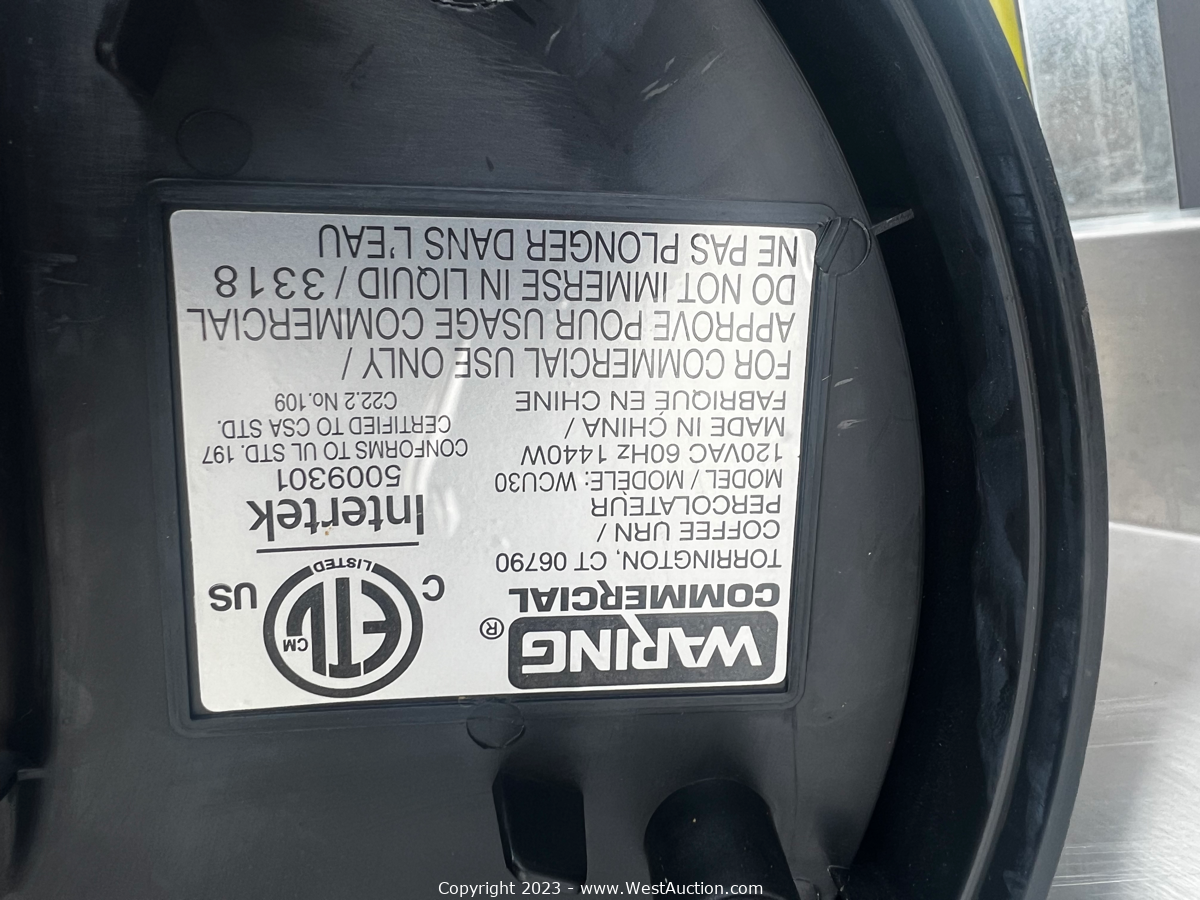 WARING®
COMMERCIAL
TORRINGTON, CT 06790
COFFEE URN /
PERCOLATEUR
MODEL / MODÈLE: WCU30
120VAC 60Hz 1440W
MADE IN CHINA /
FABRIQUÉ EN CHINE
C ETL CM US
LISTED
Intertek
5009301
CONFORMS TO UL STD. 197
CERTIFIED TO CSA STD.
C22.2 No.109
FOR COMMERCIAL USE ONLY /
APPROVE POUR USAGE COMMERCIAL
DO NOT IMMERSE IN LIQUID / 3318
NE PAS PLONGER DANS L'EAU
Copyright 2023 - www.WestAuction.com